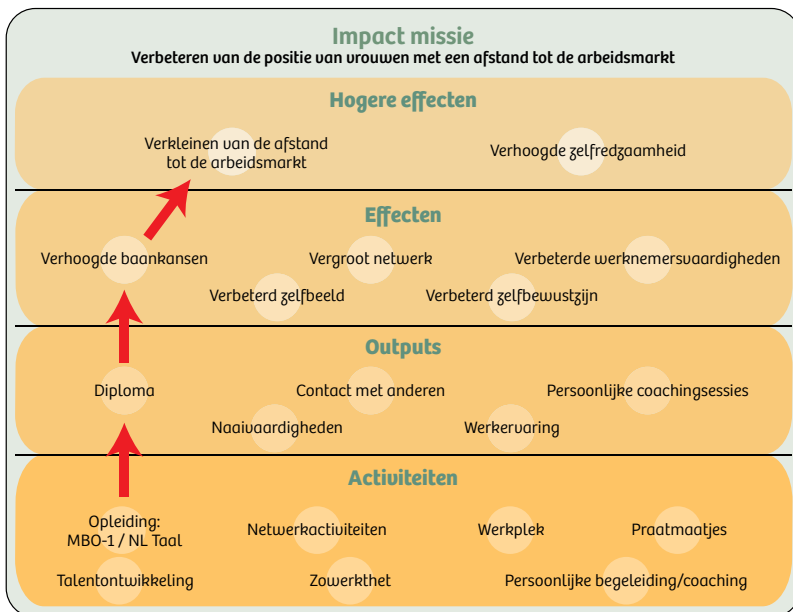 Impact missie
Verbeteren van de positie van vrouwen met een afstand tot de arbeidsmarkt
Hogere effecten
Verkleinen van de afstand
tot de arbeidsmarkt
Verhoogde zelfredzaamheid
Effecten
Verhoogde baankansen
Vergroot netwerk
Verbeterde werknemersvaardigheden
Verbeterd zelfbeeld
Verbeterd zelfbewustzijn
Outputs
Diploma
Contact met anderen
Persoonlijke coachingsessies
Naaivaardigheden
Werkervaring
Activiteiten
Opleiding:
MBO-1 / NL Taal
Netwerkactiviteiten
Werkplek
Praatmaatjes
Talentontwikkeling
Zowerkthet
Persoonlijke begeleiding/coaching